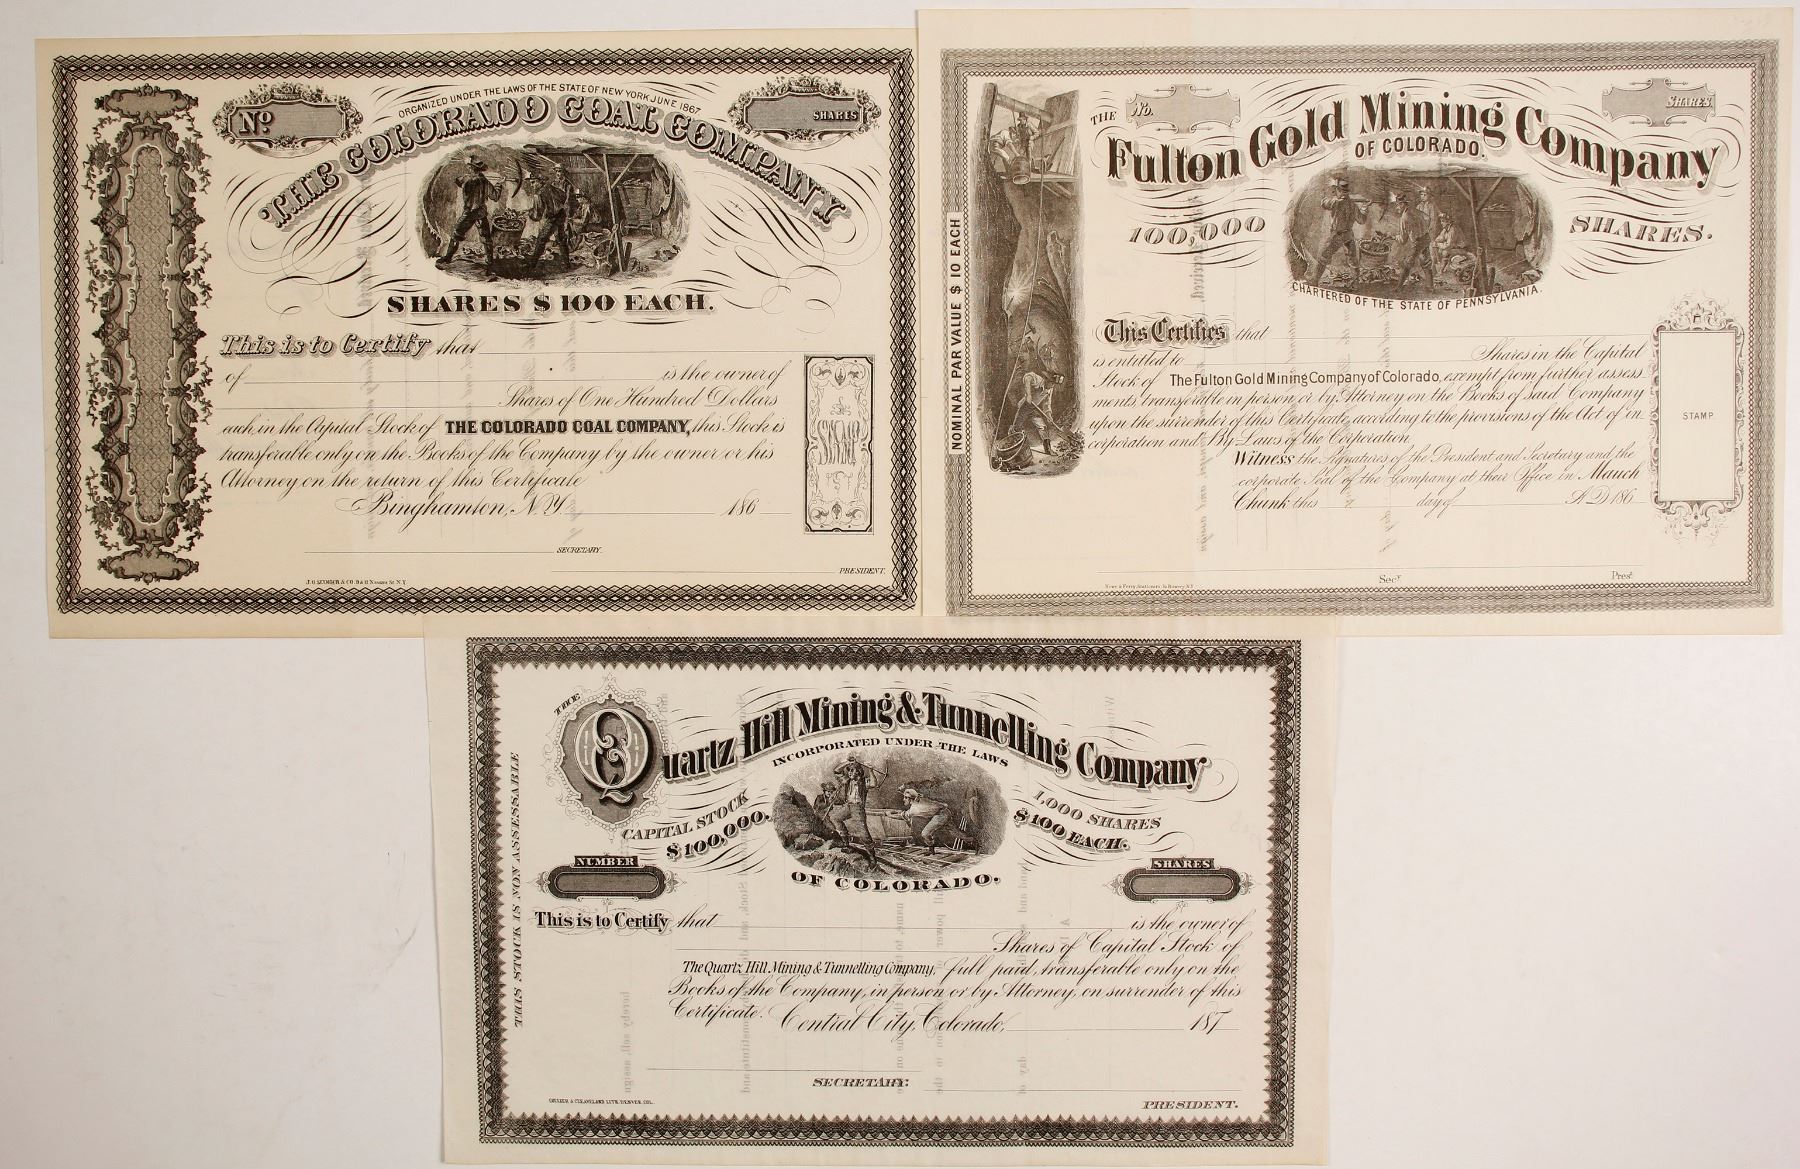 ORGANIZED UNDER THE LAWS OF THE STATE OF NEW YORK JUNE 1867
No
SHARES
THE COLORADO COAL COMPANY
SHARES $100 EACH.
This is to Certify that
of is the owner of
Shares of One Hundred Dollars
each, in the Capital Stock of THE COLORADO COAL COMPANY, this Stock is
transferable only on the Books of the Company by the owner or his
Attorney on the return of this Certificate
Binghamton, N.Y. 186
SECRETARY.
PRESIDENT.
STAMP
THE
No.
SHARES
Fulton Gold Mining Company
OF COLORADO.
100,000 SHARES.
CHARTERED OF THE STATE OF PENNSYLVANIA.
NOMINAL PAR VALUE $10 EACH
This Certifies that
is entitled to Shares in the Capital
Stock of The Fulton Gold Mining Company of Colorado, exempt from further assess
ments, transferable in person or by Attorney on the Books of said Company
upon the surrender of this Certificate, according to the provisions of the Act of in
corporation and By Laws of the Corporation
Witness the Signatures of the President and Secretary and the
corporate Seal of the Company at their Office in Mauch
Chunk this day of A.D. 186
STAMP.
Secy.
Prest.
THE
Quartz Hill Mining & Tunnelling Company
INCORPORATED UNDER THE LAWS
CAPITAL STOCK
$100,000.
1,000 SHARES
$100 EACH.
OF COLORADO.
NUMBER
SHARES
THIS STOCK IS NON ASSESSABLE
This is to Certify that is the owner of
Shares of Capital Stock of
The Quartz Hill Mining & Tunnelling Company, full paid, transferable only on the
Books of the Company, in person or by Attorney, on surrender of this
Certificate. Central City, Colorado, 187
SECRETARY:
PRESIDENT.